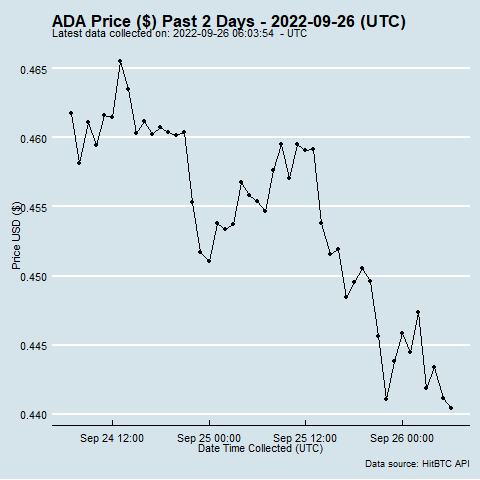 ADA Price ($) Past 2 Days - 2022-09-26 (UTC)
Latest data collected on: 2022-09-26 06:03:54 - UTC
0.465
0.460
0.455
0.450
0.445
0.440
Price USD ($)
Sep 24 12:00
Sep 25 00:00
Sep 25 12:00
Sep 26 00:00
Date Time Collected (UTC)
Data source: HitBTC API